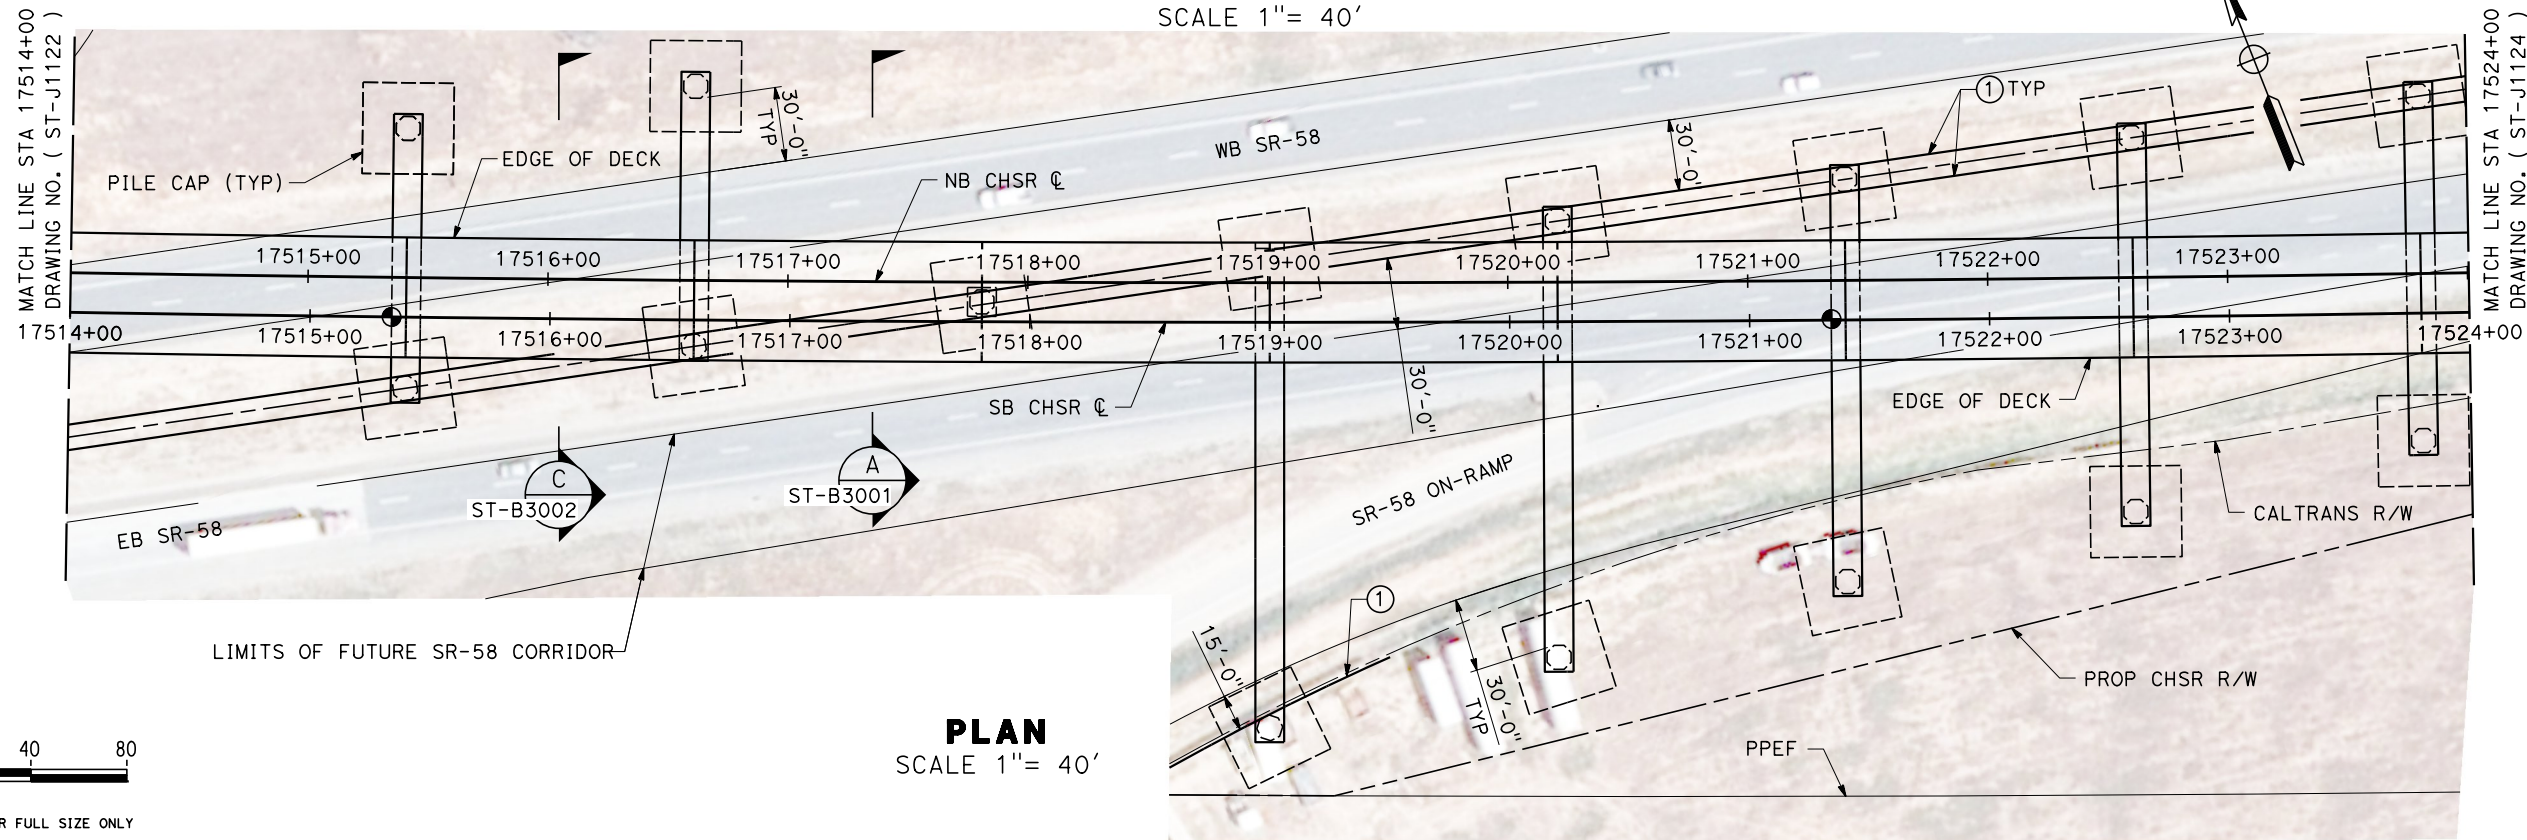 SCALE 1"= 40'
MATCH LINE STA 17514+00
DRAWING NO. ( ST-J1122 )
MATCH LINE STA 17524+00
DRAWING NO. ( ST-J1124 )
30'-0"
TYP
1 TYP
WB SR-58
30'-0"
EDGE OF DECK
PILE CAP (TYP)
NB CHSR ℄
17515+00
17516+00
17517+00
17518+00
17519+00
17520+00
17521+00
17522+00
17523+00
17514+00
17515+00
17516+00
17517+00
17518+00
17519+00
17520+00
17521+00
17522+00
17523+00
17524+00
30'-0"
SB CHSR ℄
EDGE OF DECK
C
ST-B3002
A
ST-B3001
SR-58 ON-RAMP
CALTRANS R/W
EB SR-58
1
15'-0"
LIMITS OF FUTURE SR-58 CORRIDOR
30'-0"
TYP
PROP CHSR R/W
PLAN
SCALE 1"= 40'
PPEF
40
80
R FULL SIZE ONLY